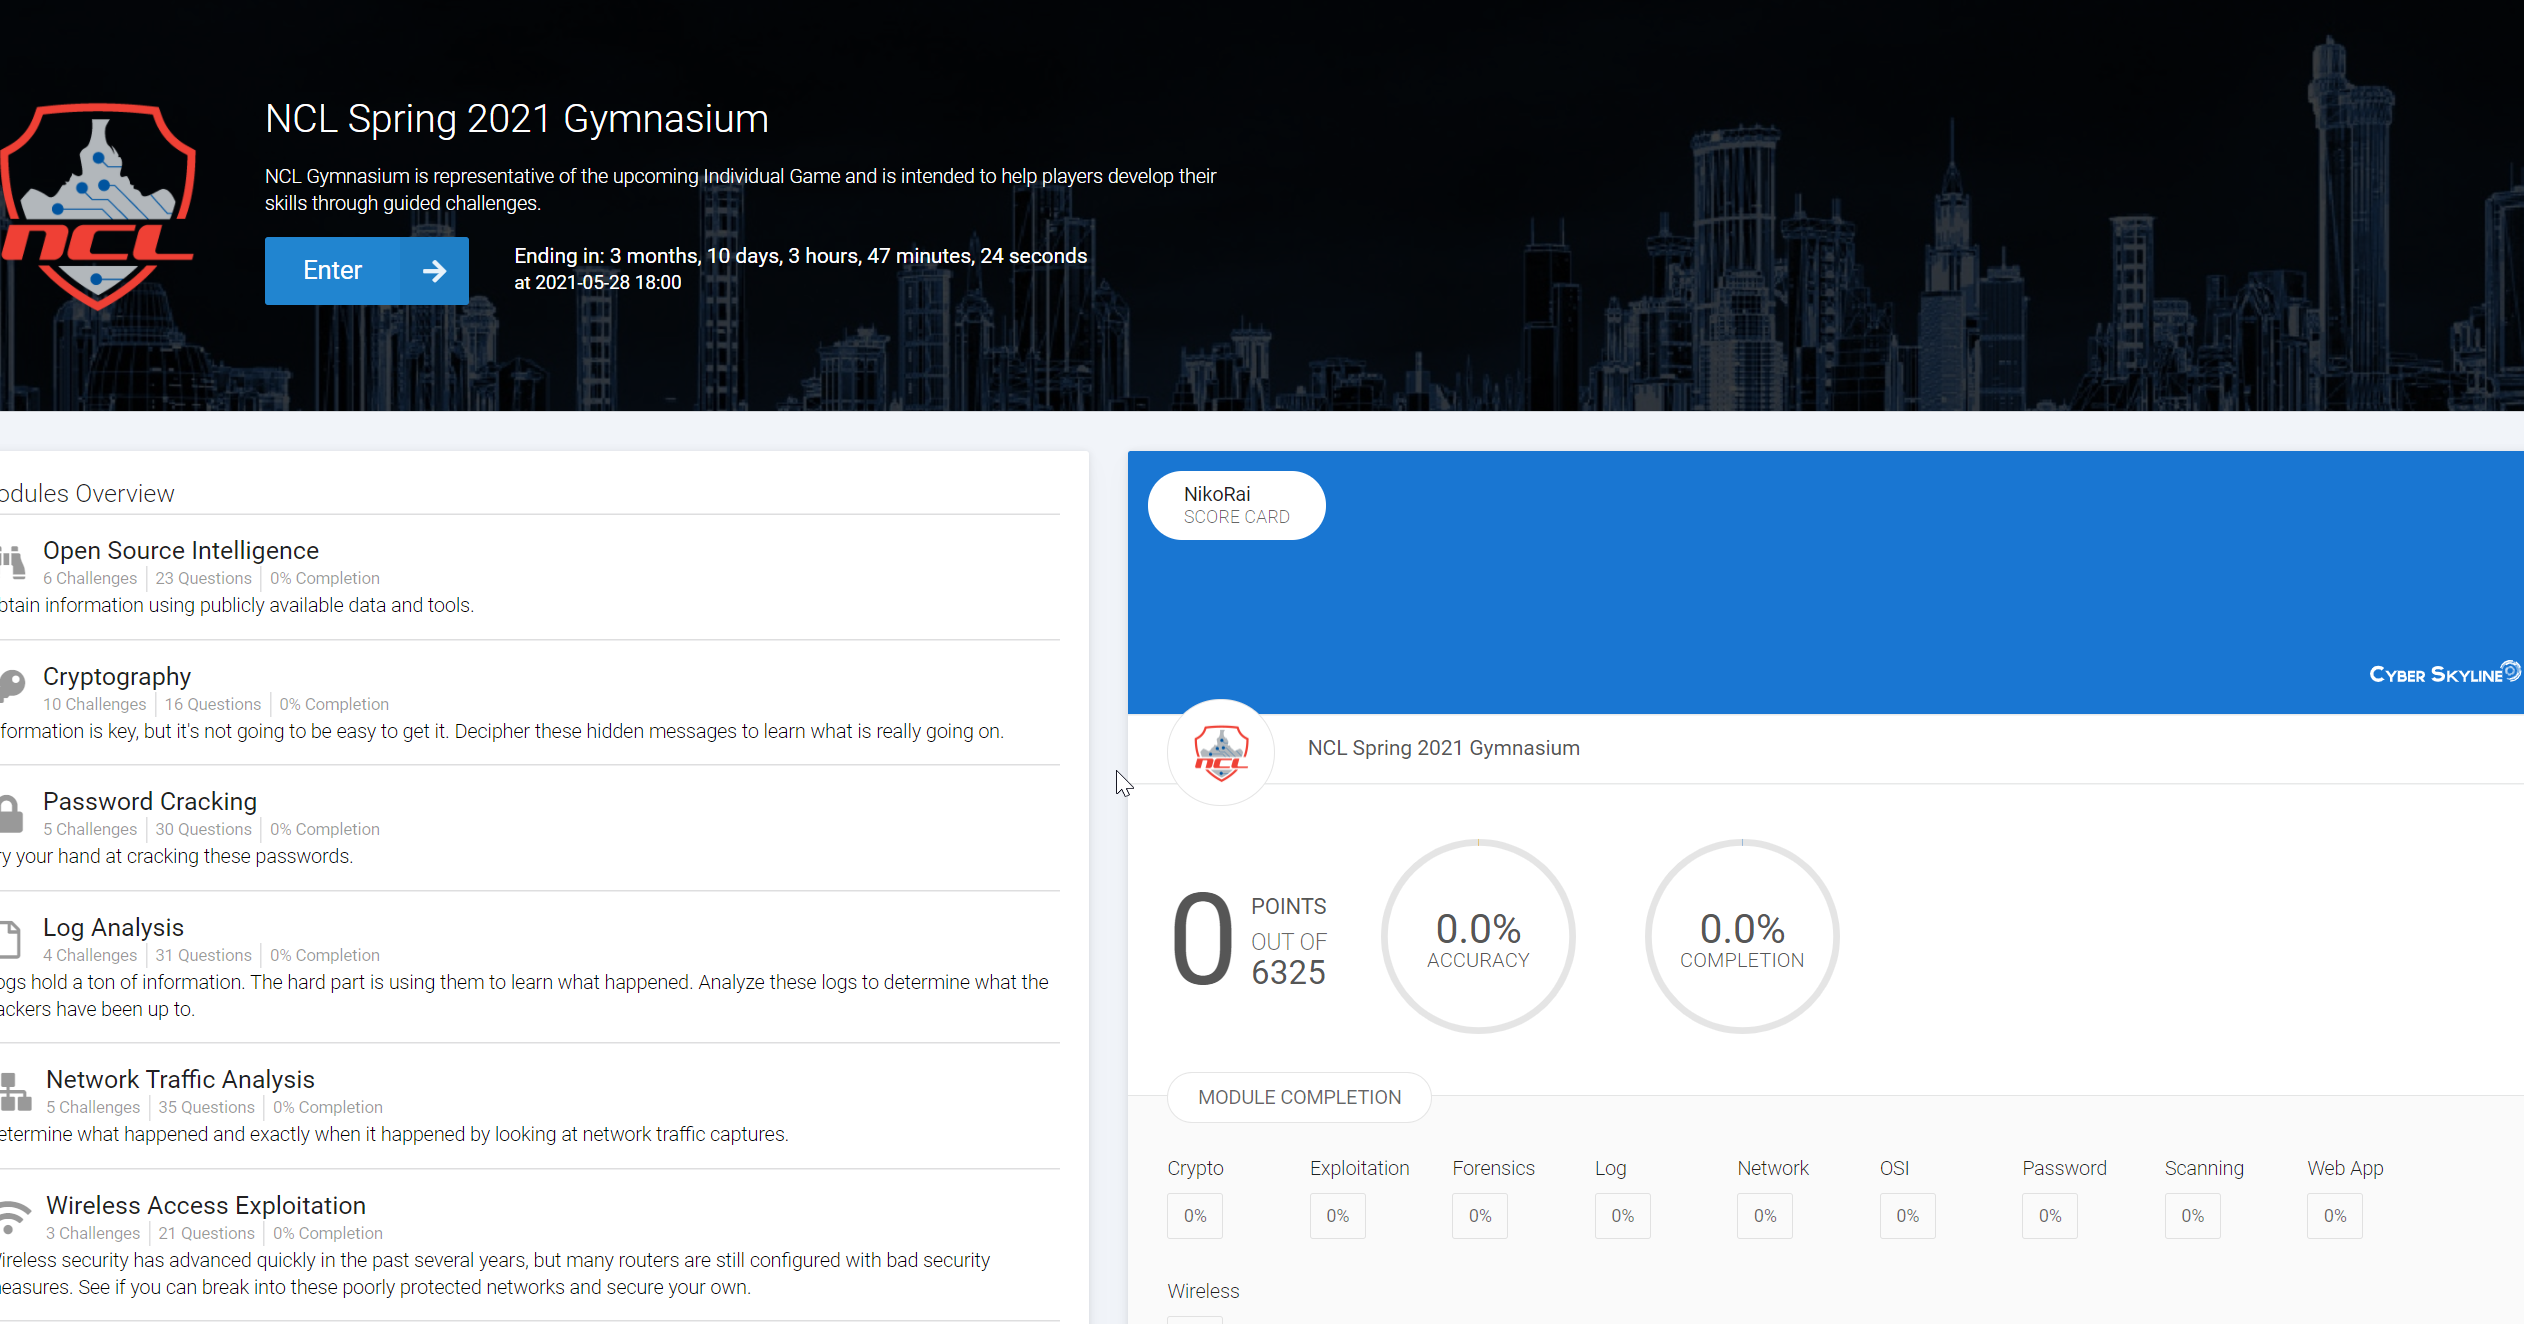 NCL Spring 2021 Gymnasium
NCL Gymnasium is representative of the upcoming Individual Game and is intended to help players develop their
skills through guided challenges.
Enter
Ending in: 3 months, 10 days, 3 hours, 47 minutes, 24 seconds
at 2021-05-28 18:00
NCL
odules Overview
Open Source Intelligence
6 Challenges 23 Questions 0% Completion
btain information using publicly available data and tools.
Cryptography
10 Challenges 16 Questions 0% Completion
formation is key, but it's not going to be easy to get it. Decipher these hidden messages to learn what is really going on.
Password Cracking
5 Challenges 30 Questions 0% Completion
ry your hand at cracking these passwords.
Log Analysis
4 Challenges 31 Questions 0% Completion
ogs hold a ton of information. The hard part is using them to learn what happened. Analyze these logs to determine what the
ackers have been up to.
Network Traffic Analysis
5 Challenges 35 Questions 0% Completion
etermine what happened and exactly when it happened by looking at network traffic captures.
Wireless Access Exploitation
3 Challenges 21 Questions 0% Completion
ireless security has advanced quickly in the past several years, but many routers are still configured with bad security
easures. See if you can break into these poorly protected networks and secure your own.
NikoRai
SCORE CARD
CYBER SKYLINE
NCL
NCL Spring 2021 Gymnasium
0 POINTS
OUT OF
6325
0.0%
ACCURACY
0.0%
COMPLETION
MODULE COMPLETION
Crypto Exploitation Forensics Log Network OSI Password Scanning Web App
0% 0% 0% 0% 0% 0% 0% 0% 0%
Wireless